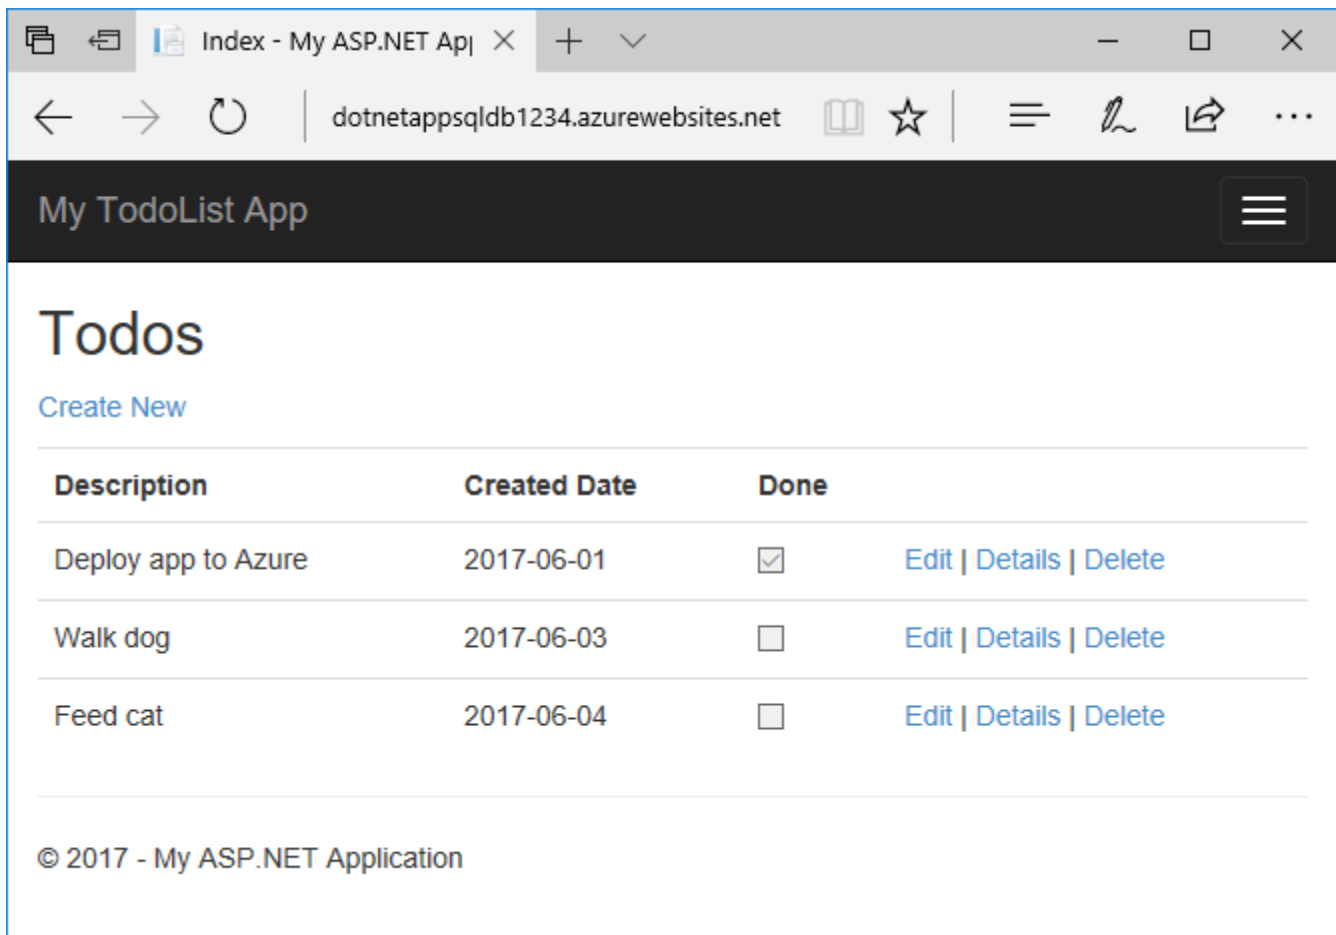 Index - My ASP.NET Ap
dotnetappsqldb1234.azurewebsites.net
My TodoList App
Todos
Create New
Description Created Date Done
Deploy app to Azure 2017-06-01 Edit | Details | Delete
Walk dog 2017-06-03 Edit | Details | Delete
Feed cat 2017-06-04 Edit | Details | Delete
© 2017 - My ASP.NET Application